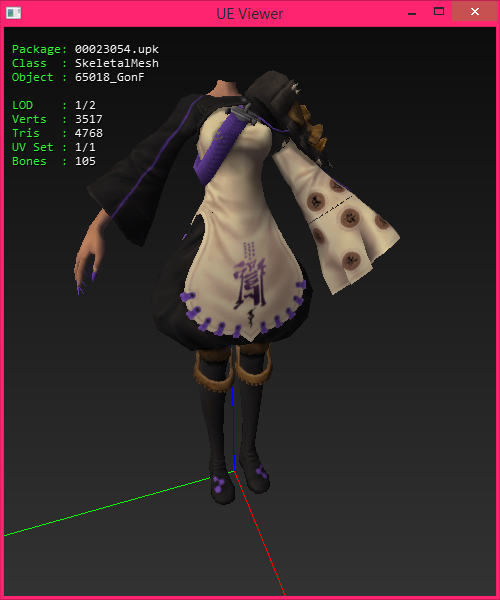 UE Viewer
Package: 00023054.upk
Class : SkeletalMesh
Object : 65018_GonF
LOD : 1/2
Verts : 3517
Tris : 4768
UV Set : 1/1
Bones : 105